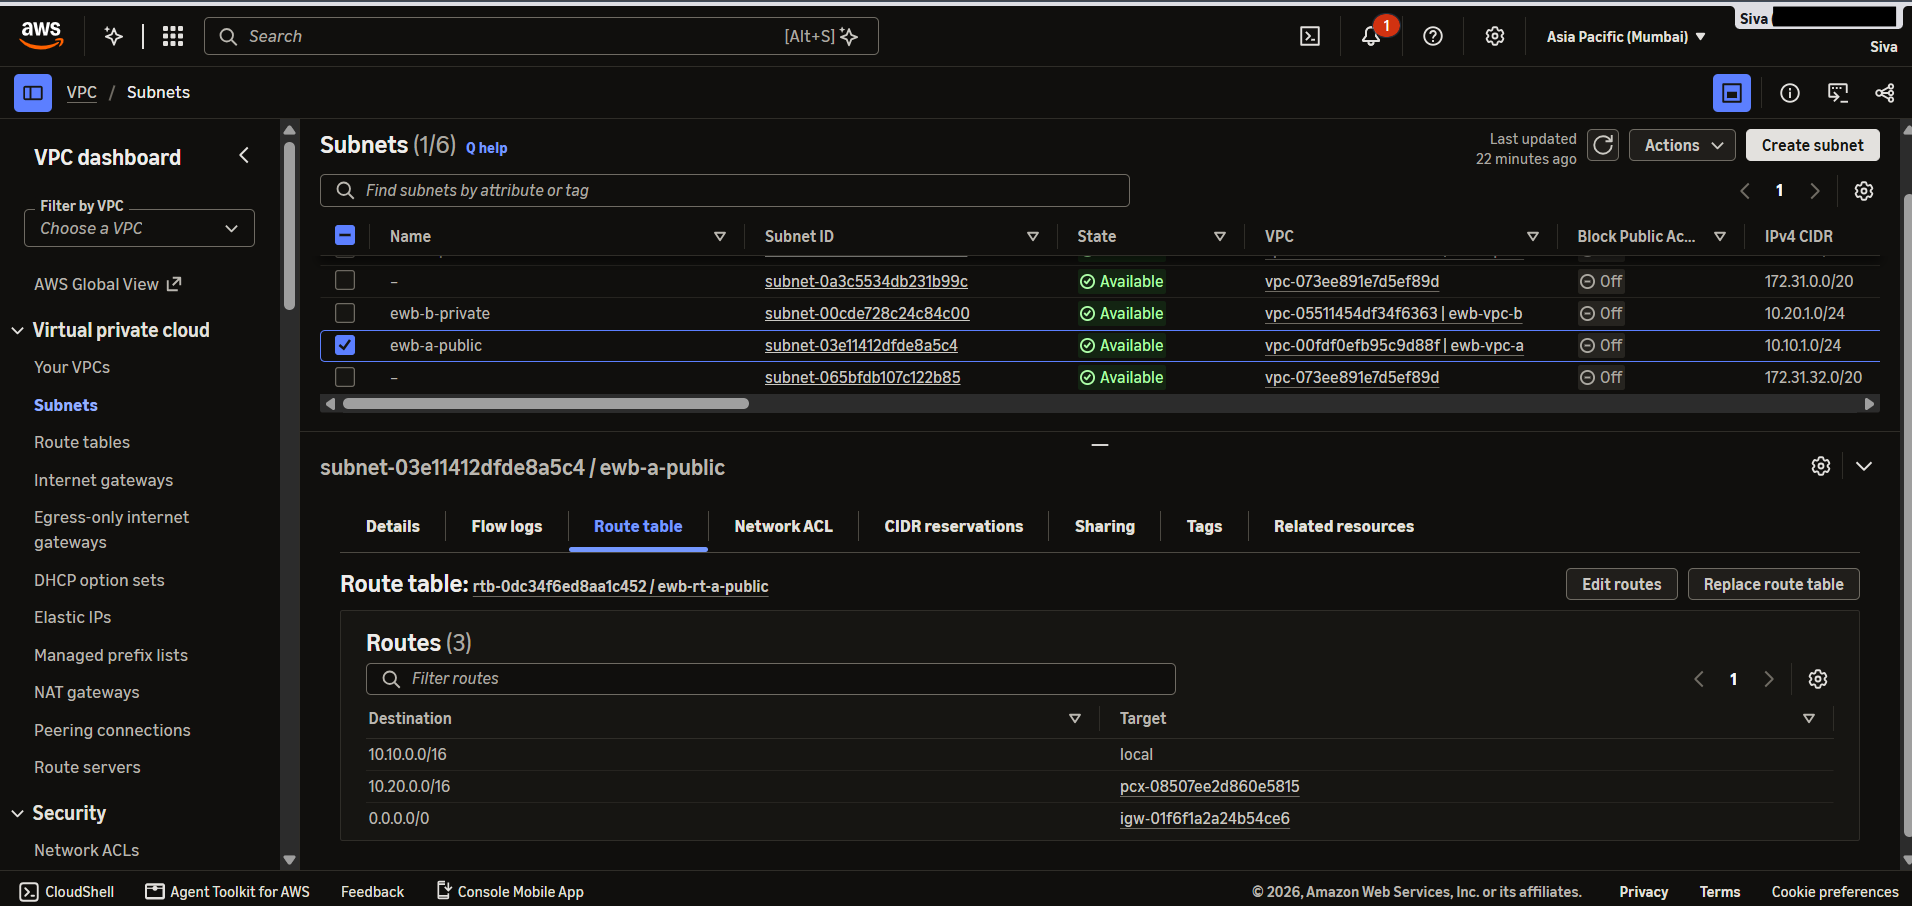 aws
Search [Alt+S]
1
Asia Pacific (Mumbai)
Siva
Siva
VPC / Subnets
VPC dashboard
Filter by VPC
Choose a VPC
AWS Global View
Virtual private cloud
Your VPCs
Subnets
Route tables
Internet gateways
Egress-only internet
gateways
DHCP option sets
Elastic IPs
Managed prefix lists
NAT gateways
Peering connections
Route servers
Security
Network ACLs
Subnets (1/6) Q help
Last updated
22 minutes ago
Actions
Create subnet
Find subnets by attribute or tag
1
Name Subnet ID State VPC Block Public Ac... IPv4 CIDR
– subnet-0a3c5534db231b99c Available vpc-073ee891e7d5ef89d Off 172.31.0.0/20
ewb-b-private subnet-00cde728c24c84c00 Available vpc-05511454df34f6363 | ewb-vpc-b Off 10.20.1.0/24
ewb-a-public subnet-03e11412dfde8a5c4 Available vpc-00fdf0efb95c9d88f | ewb-vpc-a Off 10.10.1.0/24
– subnet-065bfdb107c122b85 Available vpc-073ee891e7d5ef89d Off 172.31.32.0/20
subnet-03e11412dfde8a5c4 / ewb-a-public
Details Flow logs Route table Network ACL CIDR reservations Sharing Tags Related resources
Route table: rtb-0dc34f6ed8aa1c452 / ewb-rt-a-public
Edit routes Replace route table
Routes (3)
Filter routes
1
Destination Target
10.10.0.0/16 local
10.20.0.0/16 pcx-08507ee2d860e5815
0.0.0.0/0 igw-01f6f1a2a24b54ce6
CloudShell Agent Toolkit for AWS Feedback Console Mobile App © 2026, Amazon Web Services, Inc. or its affiliates. Privacy Terms Cookie preferences